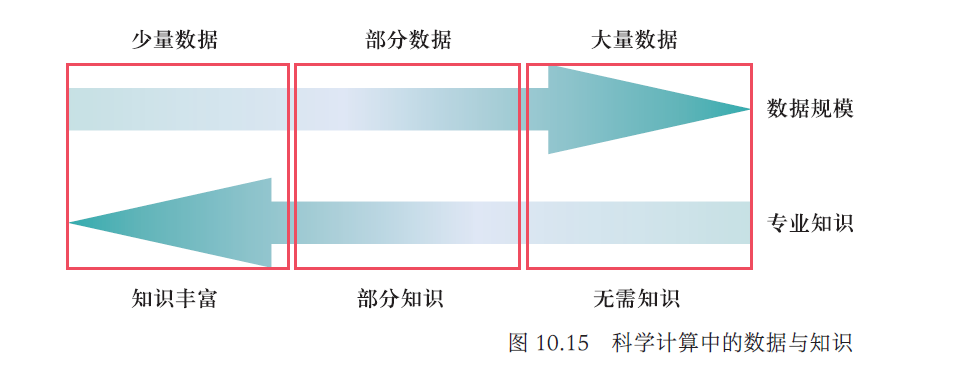 少量数据 部分数据 大量数据
数据规模
专业知识
知识丰富 部分知识 无需知识
图 10.15 科学计算中的数据与知识